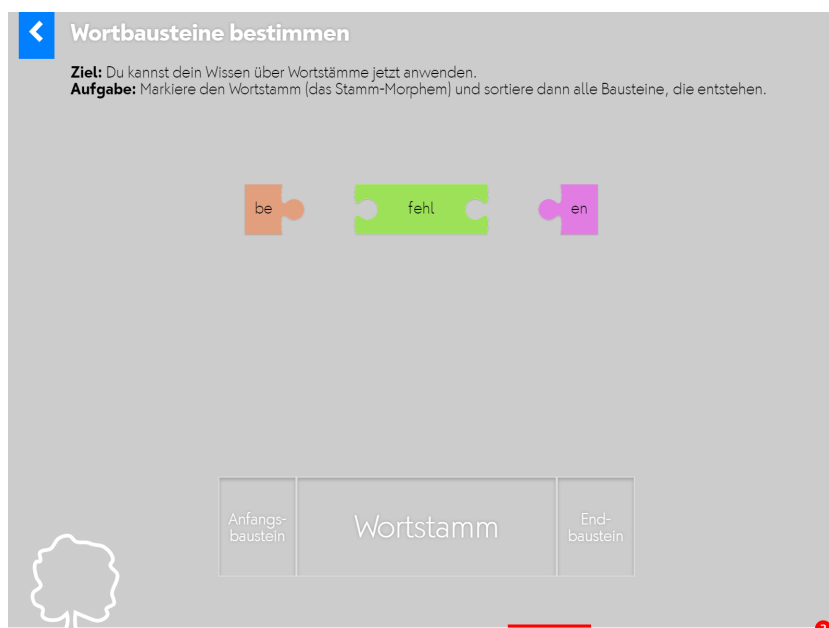 Wortbausteine bestimmen
Ziel: Du kannst dein Wissen über Wortstämme jetzt anwenden.
Aufgabe: Markiere den Wortstamm (das Stamm-Morphem) und sortiere dann alle Bausteine, die entstehen.
be fehl en
Anfangs-
baustein
Wortstamm
End-
baustein